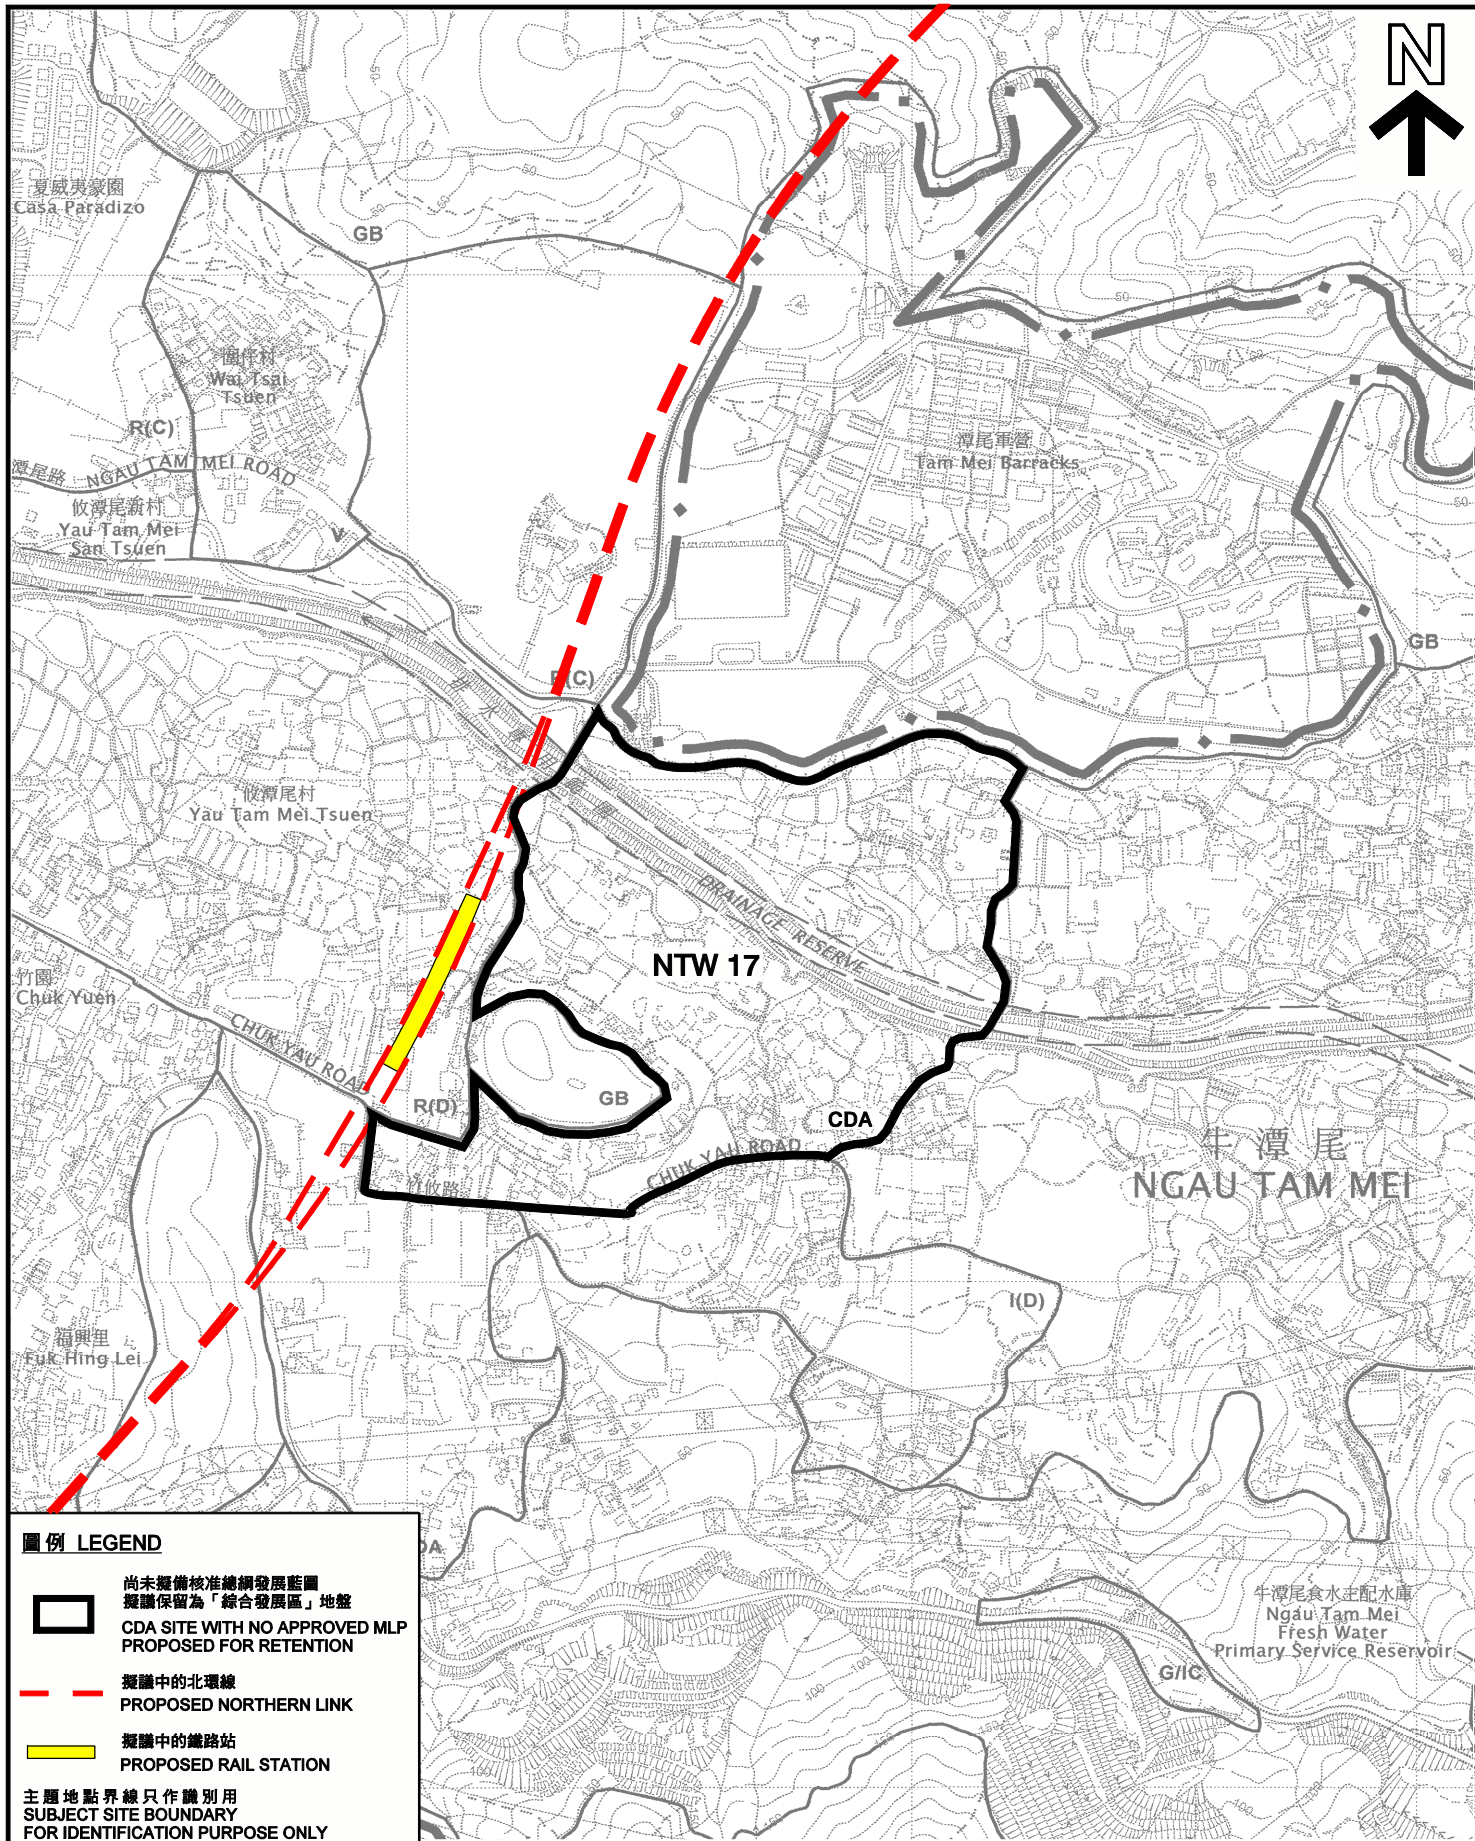 N
夏威夷豪園
Casa Paradizo
GB
圍仔村
Wai Tsai
Tsuen
R(C)
潭尾路 NGAU TAM MEI ROAD
攸潭尾新村
Yau Tam Mei
San Tsuen
V
潭尾軍營
Tam Mei Barracks
GB
R(C)
攸潭尾村
Yau Tam Mei Tsuen
DRAINAGE RESERVE
NTW 17
竹園
Chuk Yuen
CHUK YAU ROAD
R(D)
GB
CDA
CHUK YAU ROAD
竹攸路
牛潭尾
NGAU TAM MEI
I(D)
福興里
Fuk Hing Lei
DA
牛潭尾食水主配水庫
Ngau Tam Mei
Fresh Water
Primary Service Reservoir
G/IC
圖例 LEGEND
尚未擬備核准總綱發展藍圖
擬議保留為「綜合發展區」地盤
CDA SITE WITH NO APPROVED MLP
PROPOSED FOR RETENTION
擬議中的北環線
PROPOSED NORTHERN LINK
擬議中的鐵路站
PROPOSED RAIL STATION
主題地點界線只作識別用
SUBJECT SITE BOUNDARY
FOR IDENTIFICATION PURPOSE ONLY